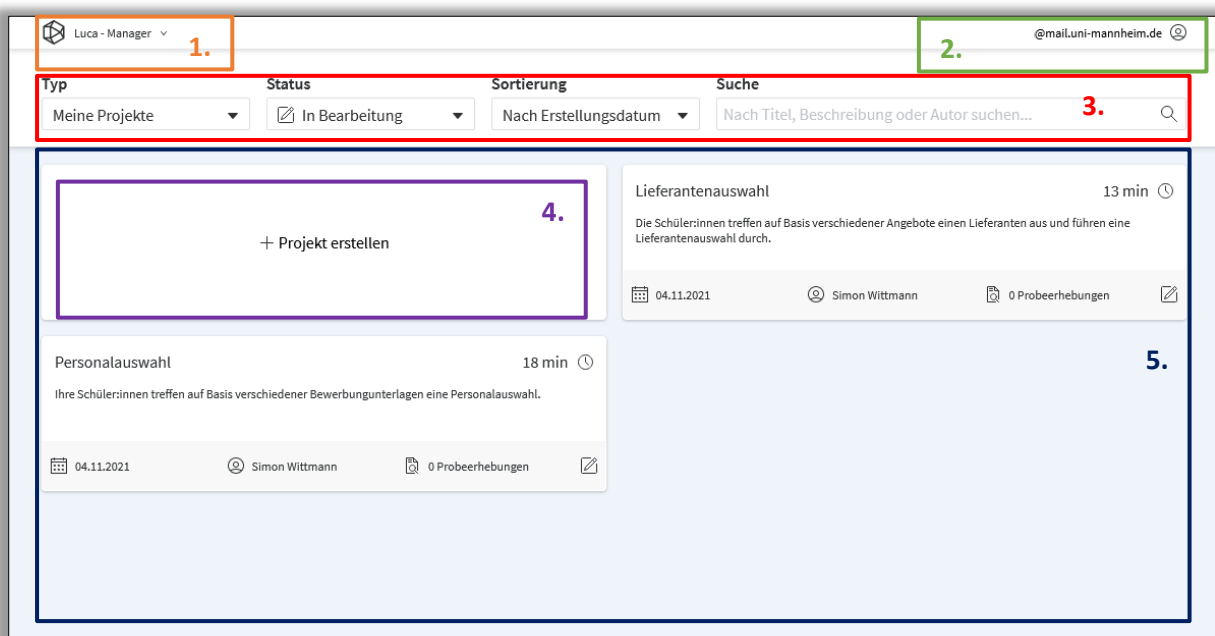 Luca - Manager
1.
2.
@mail.uni-mannheim.de
Typ
Status
Sortierung
Suche
Meine Projekte
In Bearbeitung
Nach Erstellungsdatum
Nach Titel, Beschreibung oder Autor suchen...
3.
4.
+ Projekt erstellen
Lieferantenauswahl
13 min
Die Schüler:innen treffen auf Basis verschiedener Angebote einen Lieferanten aus und führen eine
Lieferantenauswahl durch.
04.11.2021
Simon Wittmann
0 Probeerhebungen
Personalauswahl
18 min
Ihre Schüler:innen treffen auf Basis verschiedener Bewerbungunterlagen eine Personalauswahl.
04.11.2021
Simon Wittmann
0 Probeerhebungen
5.